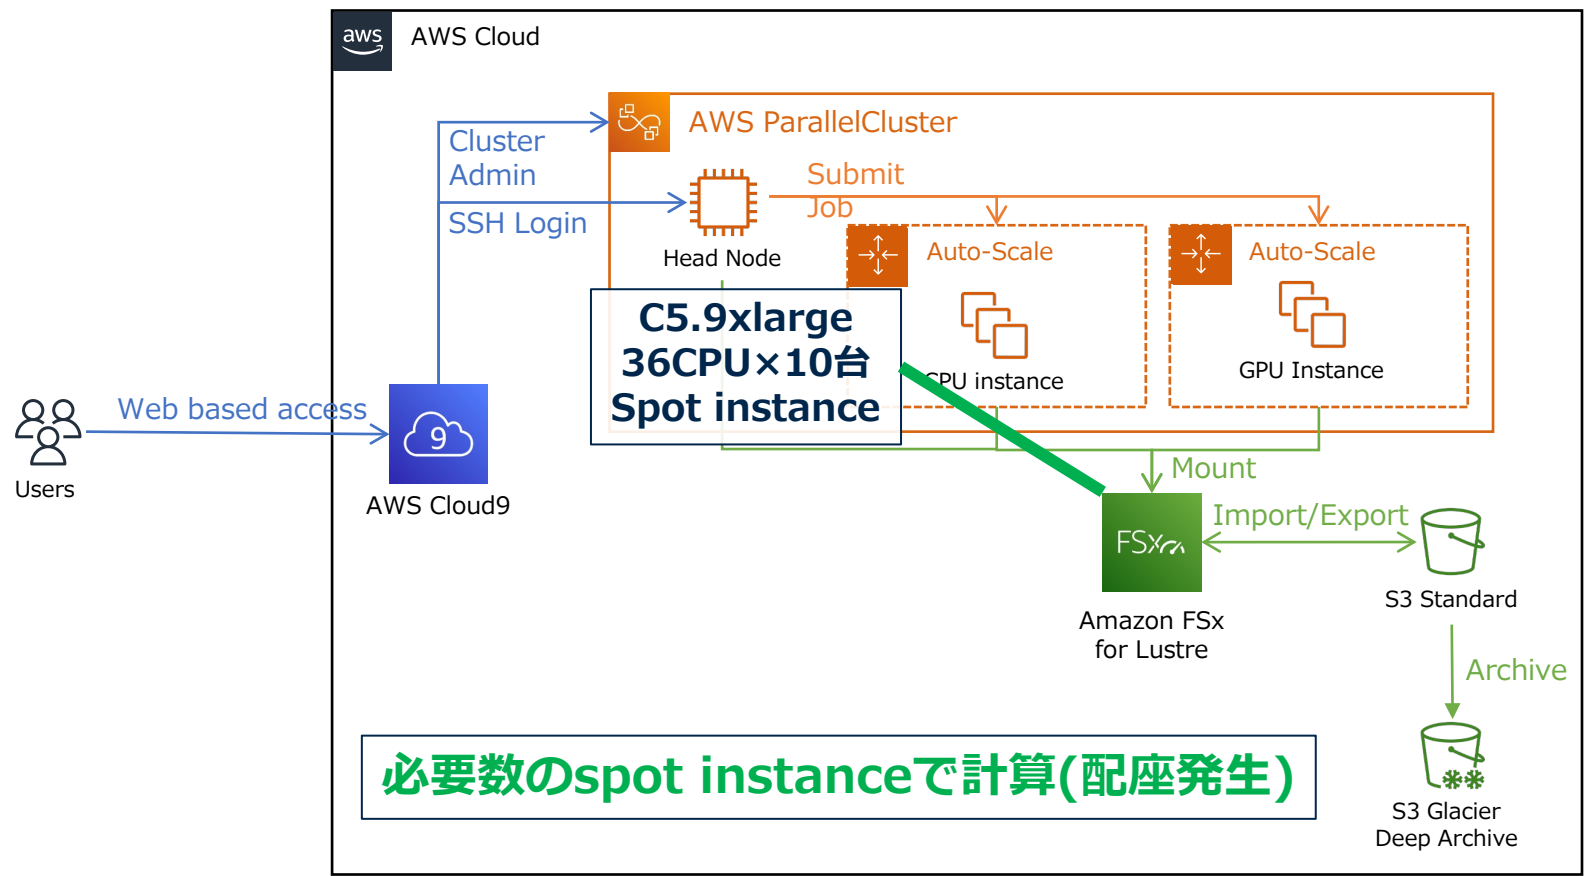 aws
AWS Cloud
AWS ParallelCluster
Cluster
Admin
SSH Login
Submit
Job
Head Node
Auto-Scale
Auto-Scale
C5.9xlarge
36CPU×10台
Spot instance
CPU instance
GPU Instance
Web based access
9
Users
AWS Cloud9
Mount
Import/Export
FSx
Amazon FSx
for Lustre
S3 Standard
Archive
必要数のspot instanceで計算(配座発生)
S3 Glacier
Deep Archive